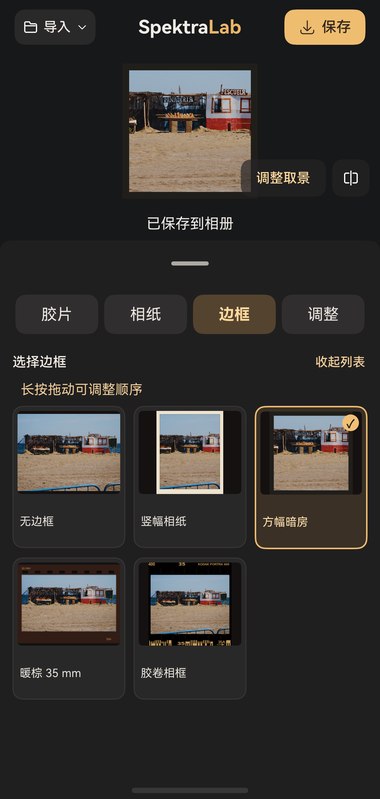 导入
SpektraLab
保存
调整取景
已保存到相册
胶片
相纸
边框
调整
选择边框
收起列表
长按拖动可调整顺序
无边框
竖幅相纸
方幅暗房
暖棕 35 mm
胶卷相框